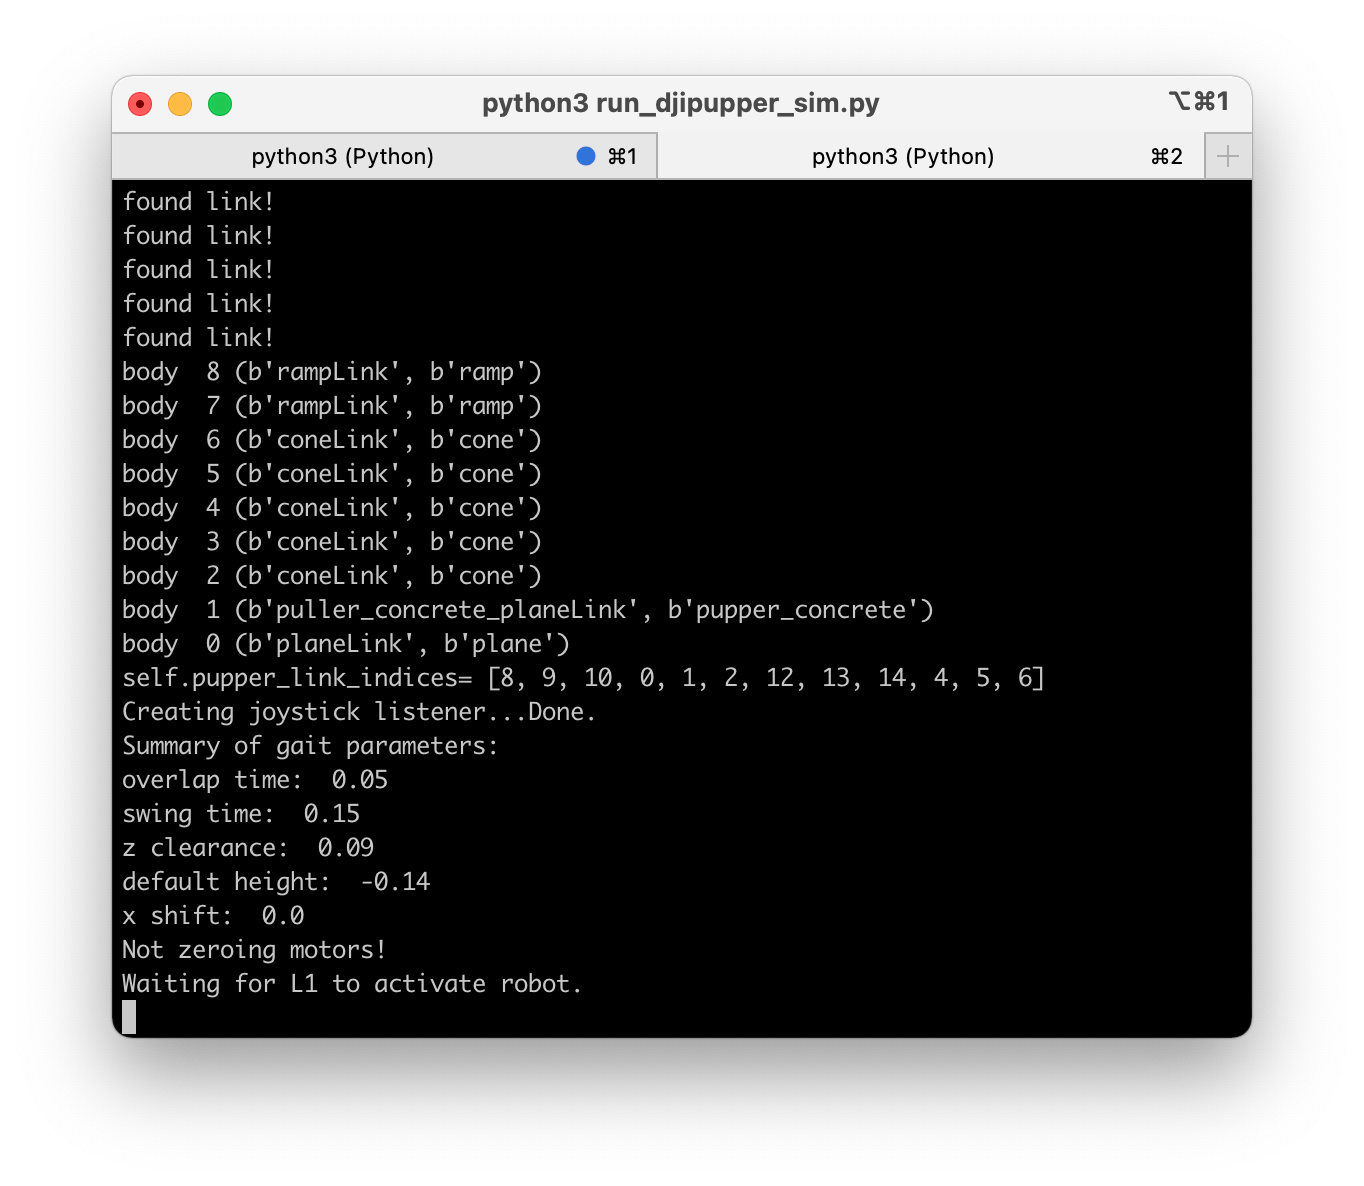 python3 run_djipupper_sim.py ⌥⌘1
python3 (Python) ⌘1 python3 (Python) ⌘2 +
found link!
found link!
found link!
found link!
found link!
body  8 (b'rampLink', b'ramp')
body  7 (b'rampLink', b'ramp')
body  6 (b'coneLink', b'cone')
body  5 (b'coneLink', b'cone')
body  4 (b'coneLink', b'cone')
body  3 (b'coneLink', b'cone')
body  2 (b'coneLink', b'cone')
body  1 (b'puller_concrete_planeLink', b'pupper_concrete')
body  0 (b'planeLink', b'plane')
self.pupper_link_indices= [8, 9, 10, 0, 1, 2, 12, 13, 14, 4, 5, 6]
Creating joystick listener...Done.
Summary of gait parameters:
overlap time:  0.05
swing time:  0.15
z clearance:  0.09
default height:  -0.14
x shift:  0.0
Not zeroing motors!
Waiting for L1 to activate robot.